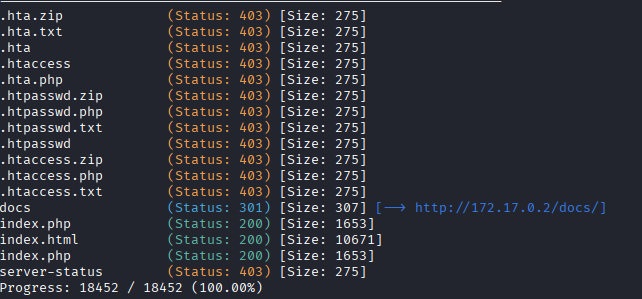 .hta.zip (Status: 403) [Size: 275]
.hta.txt (Status: 403) [Size: 275]
.hta (Status: 403) [Size: 275]
.htaccess (Status: 403) [Size: 275]
.hta.php (Status: 403) [Size: 275]
.htpasswd.zip (Status: 403) [Size: 275]
.htpasswd.php (Status: 403) [Size: 275]
.htpasswd.txt (Status: 403) [Size: 275]
.htpasswd (Status: 403) [Size: 275]
.htaccess.zip (Status: 403) [Size: 275]
.htaccess.php (Status: 403) [Size: 275]
.htaccess.txt (Status: 403) [Size: 275]
docs (Status: 301) [Size: 307] [--> http://172.17.0.2/docs/]
index.php (Status: 200) [Size: 1653]
index.html (Status: 200) [Size: 10671]
index.php (Status: 200) [Size: 1653]
server-status (Status: 403) [Size: 275]
Progress: 18452 / 18452 (100.00%)